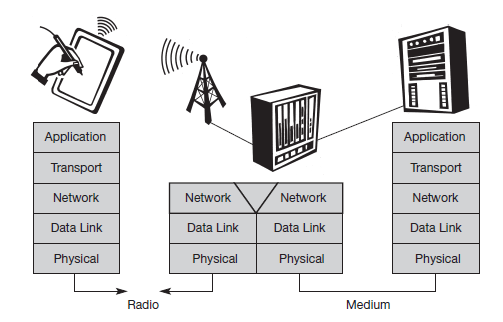 Application
Transport
Network
Data Link
Physical
Network Network
Data Link Data Link
Physical Physical
Application
Transport
Network
Data Link
Physical
Radio
Medium